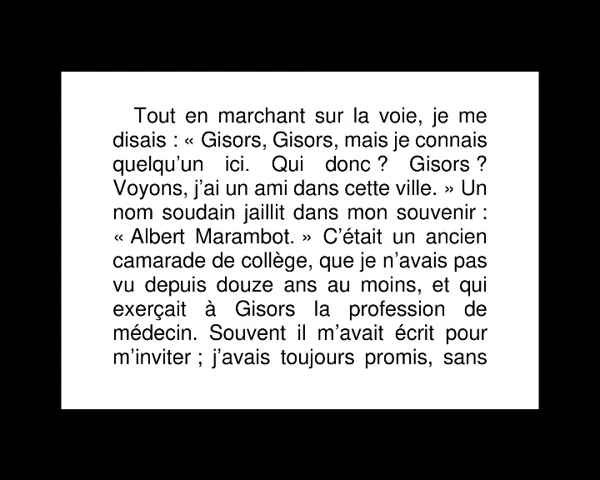 Tout en marchant sur la voie, je me
disais : « Gisors, Gisors, mais je connais
quelqu’un ici. Qui donc ? Gisors ?
Voyons, j’ai un ami dans cette ville. » Un
nom soudain jaillit dans mon souvenir :
« Albert Marambot. » C’était un ancien
camarade de collège, que je n’avais pas
vu depuis douze ans au moins, et qui
exerçait à Gisors la profession de
médecin. Souvent il m’avait écrit pour
m’inviter ; j’avais toujours promis, sans